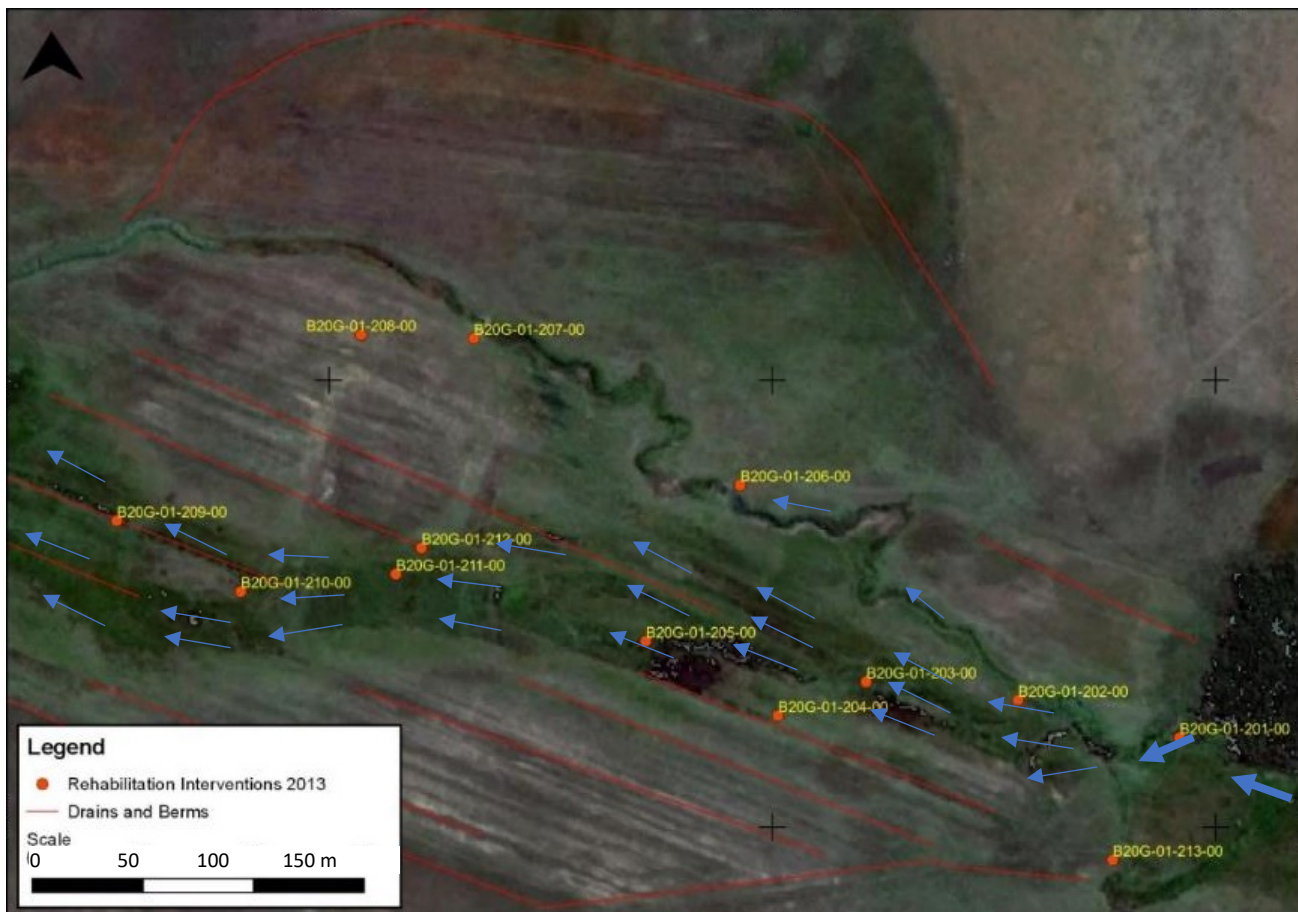 B20G-01-208-00
B20G-01-207-00
B20G-01-206-00
B20G-01-209-00
B20G-01-212-00
B20G-01-211-00
B20G-01-210-00
B20G-01-205-00
B20G-01-203-00
B20G-01-202-00
B20G-01-204-00
B20G-01-201-00
B20G-01-213-00
Legend
Rehabilitation Interventions 2013
Drains and Berms
Scale
0 50 100 150 m